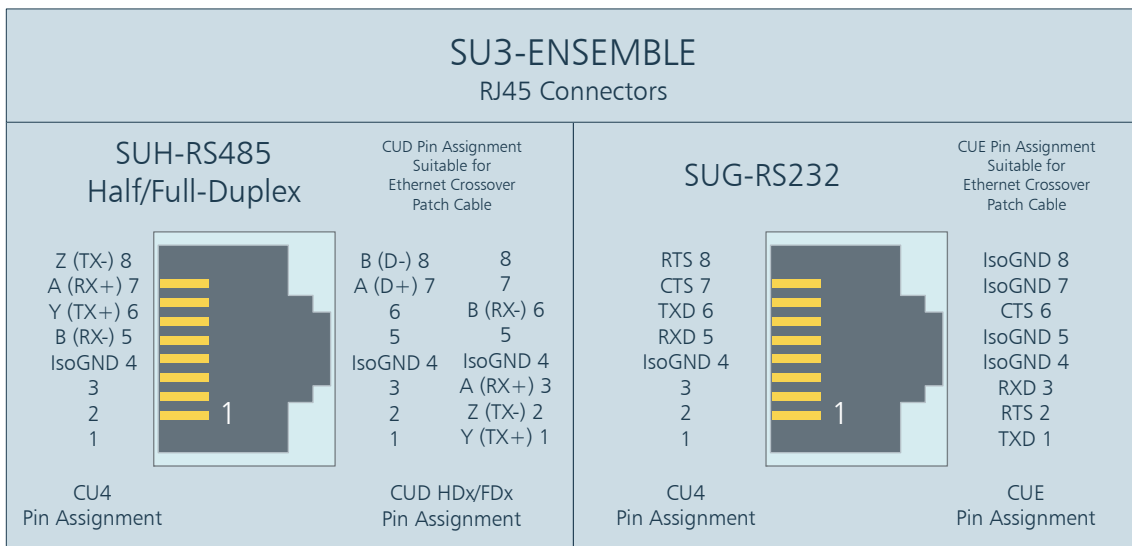 SU3-ENSEMBLE
RJ45 Connectors
SUH-RS485
Half/Full-Duplex
CUD Pin Assignment
Suitable for
Ethernet Crossover
Patch Cable
Z (TX-) 8
A (RX+) 7
Y (TX+) 6
B (RX-) 5
IsoGND 4
3
2
1
1
B (D-) 8
A (D+) 7
6
5
IsoGND 4
3
2
1
8
7
B (RX-) 6
5
IsoGND 4
A (RX+) 3
Z (TX-) 2
Y (TX+) 1
CU4
Pin Assignment
CUD HDx/FDx
Pin Assignment
SUG-RS232
CUE Pin Assignment
Suitable for
Ethernet Crossover
Patch Cable
RTS 8
CTS 7
TXD 6
RXD 5
IsoGND 4
3
2
1
1
IsoGND 8
IsoGND 7
CTS 6
IsoGND 5
IsoGND 4
RXD 3
RTS 2
TXD 1
CU4
Pin Assignment
CUE
Pin Assignment